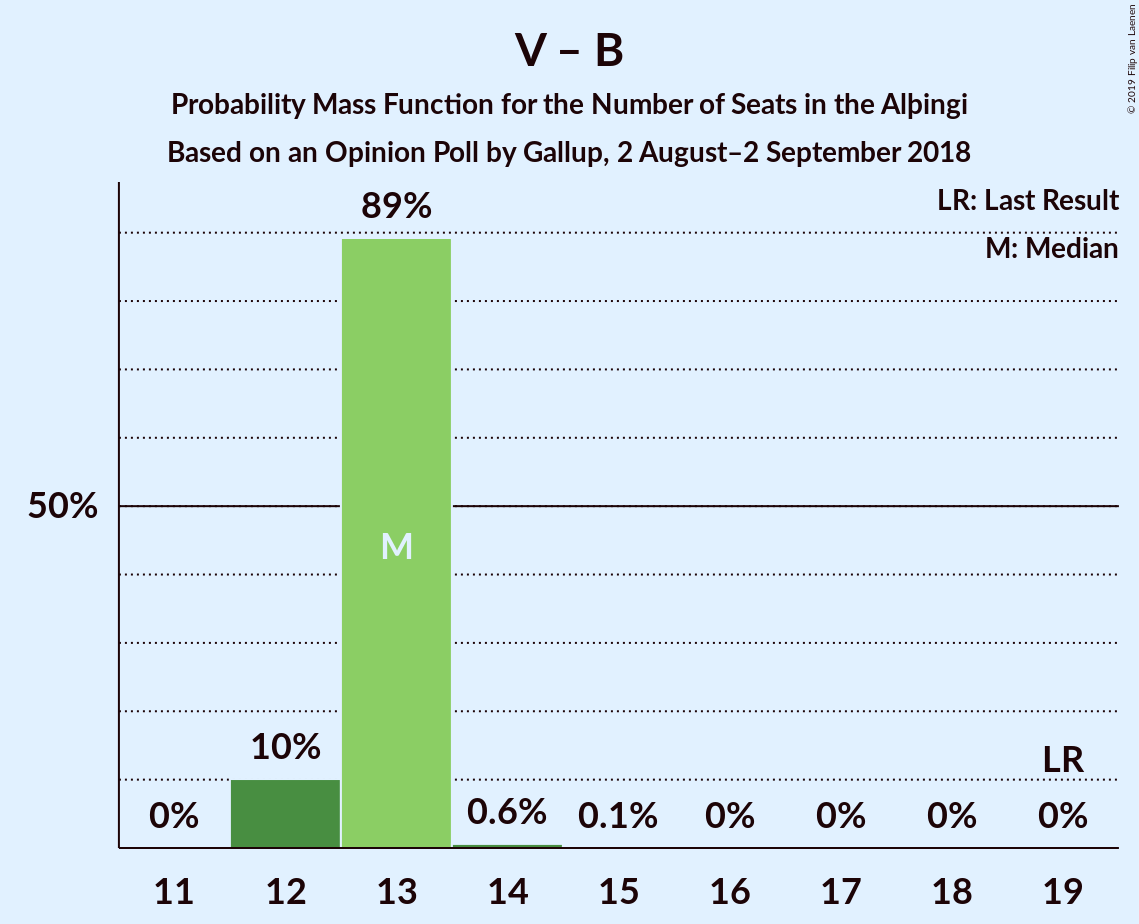 V – B
Probability Mass Function for the Number of Seats in the Alþingi
Based on an Opinion Poll by Gallup, 2 August–2 September 2018
© 2019 Filip van Laenen
LR: Last Result
M: Median
89%
50%
M
10%
LR
0%
0.6%
0.1%
0%
0%
0%
0%
11 12 13 14 15 16 17 18 19